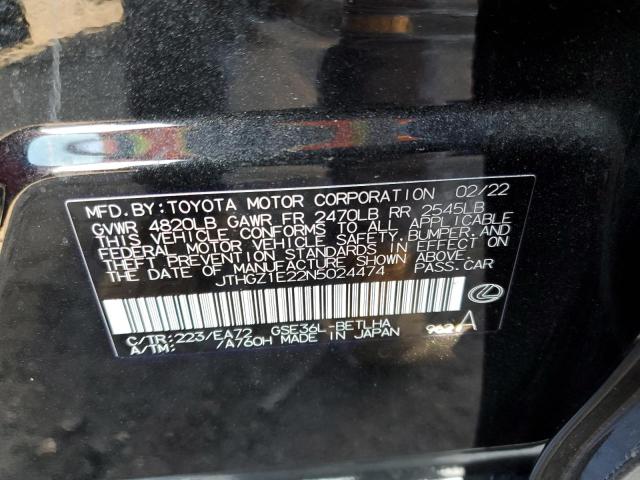 MFD. BY: TOYOTA MOTOR CORPORATION 02/22
GVWR 4820LB GAWR FR 2470LB RR 2545LB
THIS VEHICLE CONFORMS TO ALL APPLICABLE
FEDERAL MOTOR VEHICLE SAFETY, BUMPER, AND
THEFT PREVENTION STANDARDS IN EFFECT ON
THE DATE OF MANUFACTURE SHOWN ABOVE.
JTHGZ1E22N5024474 PASS. CAR
C/TR: 223/EA72 GSE36L-BETLHA
A/TM: /A760H MADE IN JAPAN 962 A